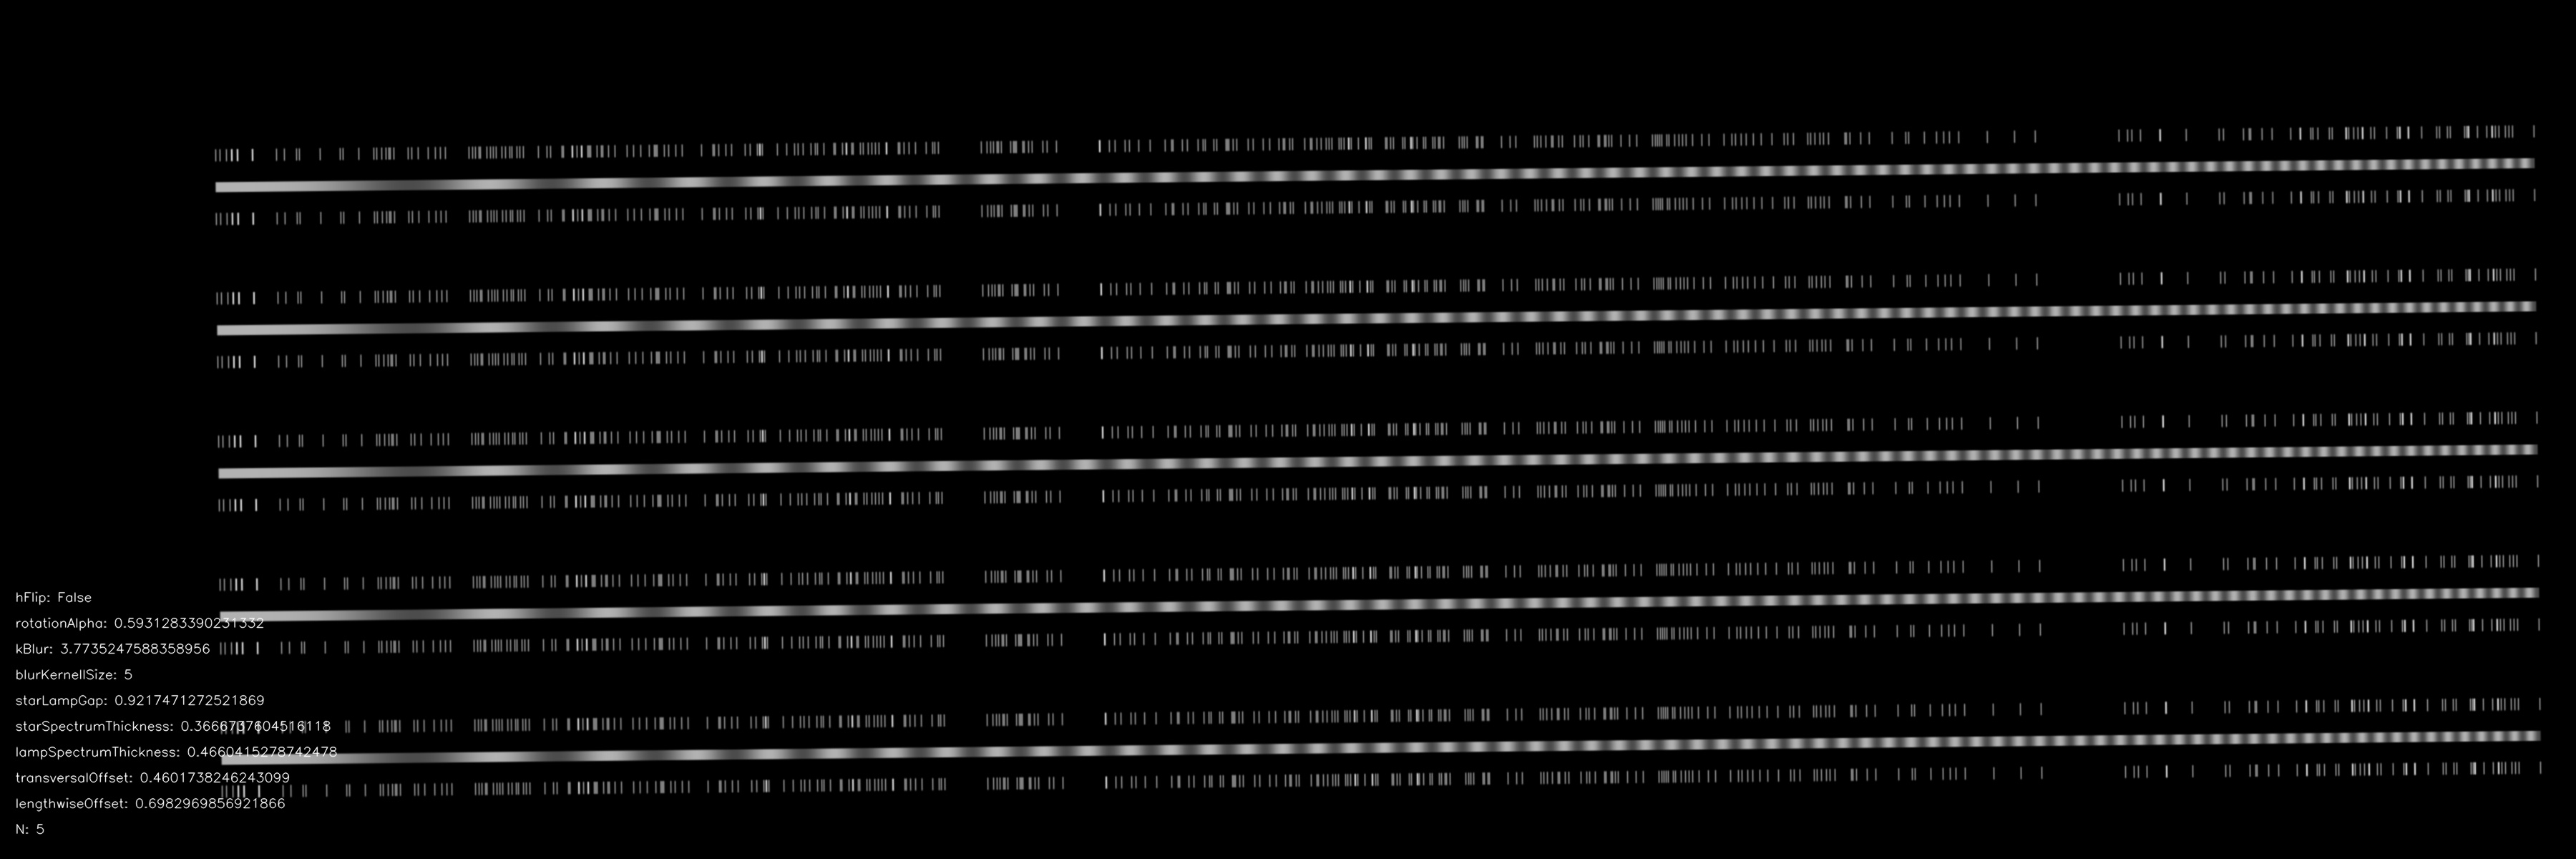 hFlip: False
rotationAlpha: 0.5931283390231332
kBlur: 3.7735247588358956
blurKernellSize: 5
starLampGap: 0.9217471272521869
starSpectrumThickness: 0.3666737604516118
lampSpectrumThickness: 0.4660415278742478
transversalOffset: 0.4601738246243099
lengthwiseOffset: 0.6982969856921866
N: 5